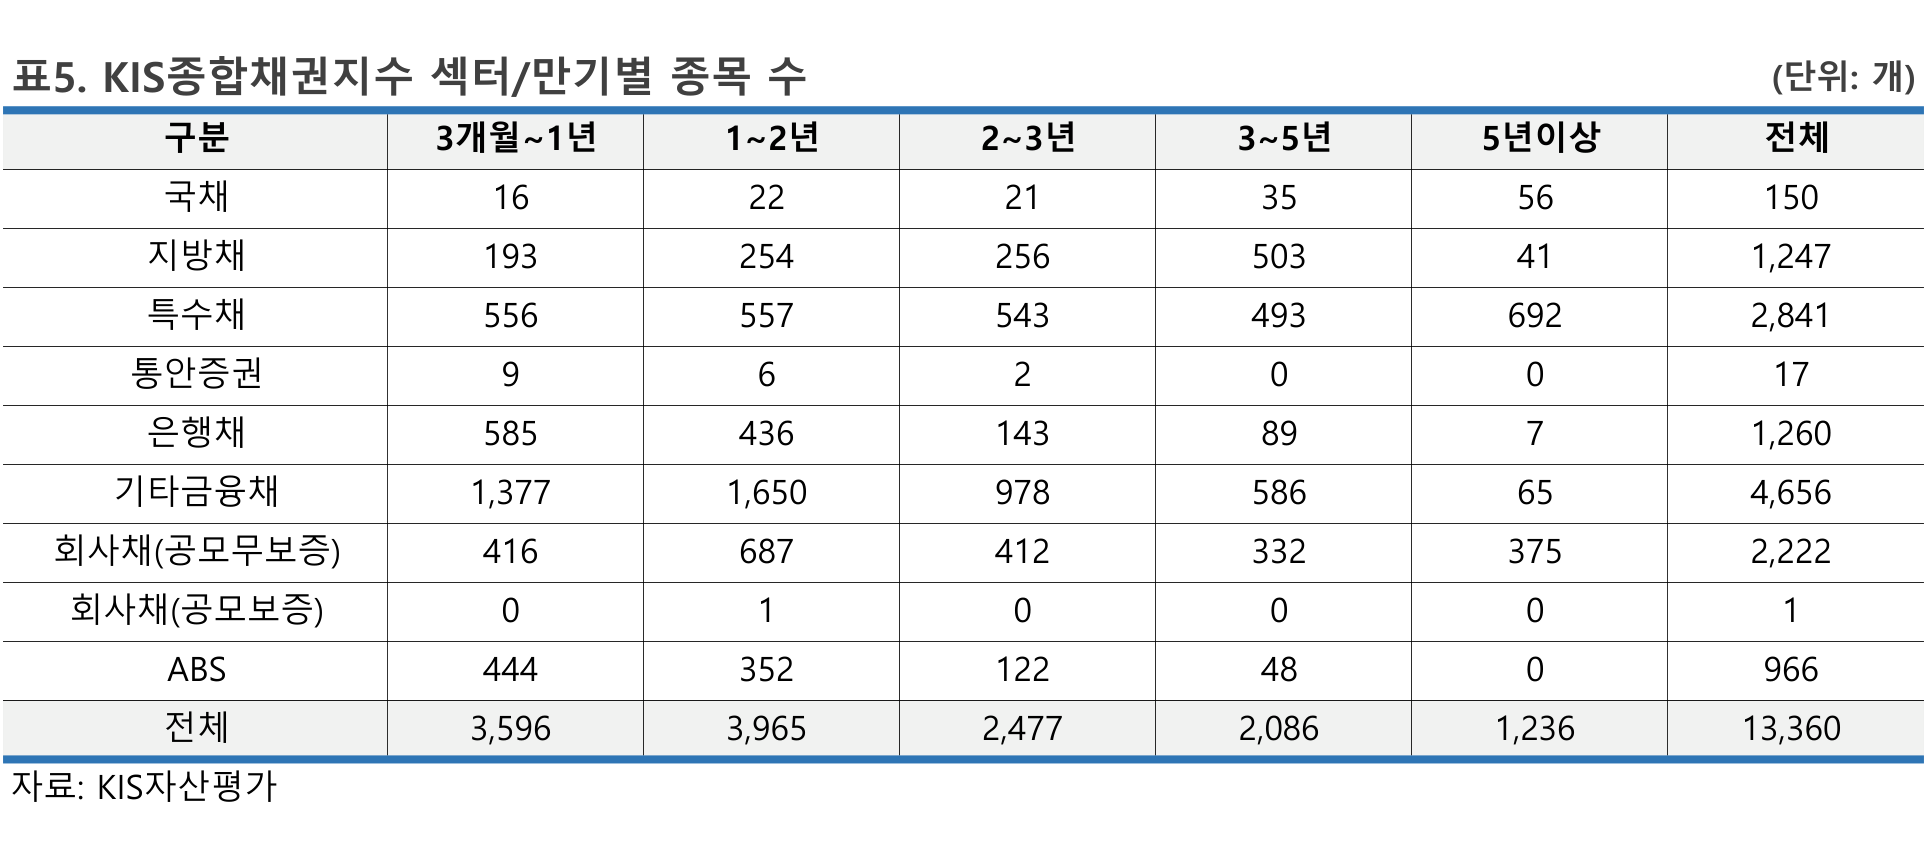 표5. KIS종합채권지수 섹터/만기별 종목 수 (단위: 개)
구분 3개월~1년 1~2년 2~3년 3~5년 5년이상 전체
국채 16 22 21 35 56 150
지방채 193 254 256 503 41 1,247
특수채 556 557 543 493 692 2,841
통안증권 9 6 2 0 0 17
은행채 585 436 143 89 7 1,260
기타금융채 1,377 1,650 978 586 65 4,656
회사채(공모무보증) 416 687 412 332 375 2,222
회사채(공모보증) 0 1 0 0 0 1
ABS 444 352 122 48 0 966
전체 3,596 3,965 2,477 2,086 1,236 13,360
자료: KIS자산평가